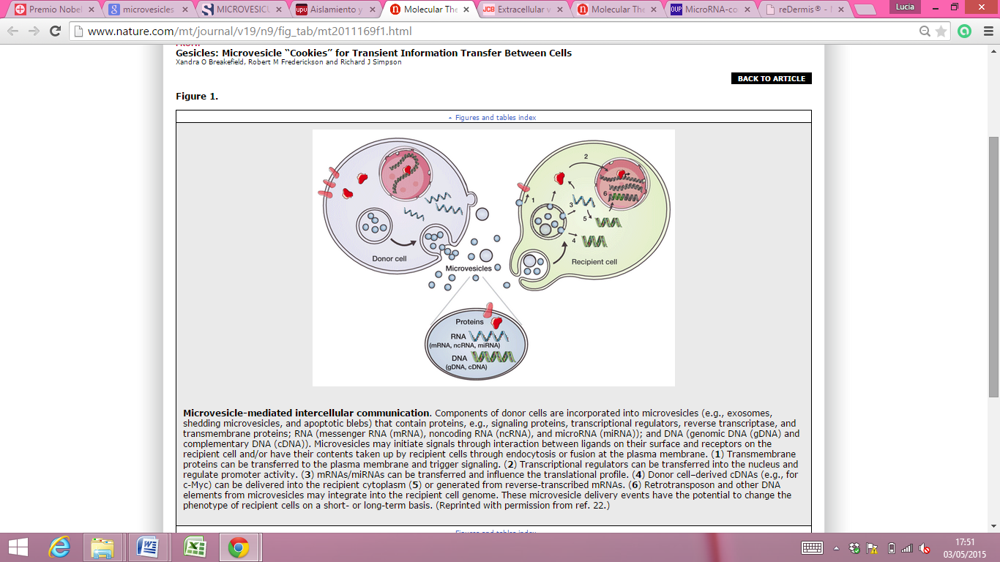 Premio Nobel
microvesicles
MICROVESICU
Aislamiento y
Molecular The
Extracellular v
Molecular The
MicroRNA-co
reDermis® -
Lucia
www.nature.com/mt/journal/v19/n9/fig_tab/mt2011169f1.html
Gesicles: Microvesicle “Cookies” for Transient Information Transfer Between Cells
Xandra O Breakefield, Robert M Frederickson and Richard J Simpson
BACK TO ARTICLE
Figure 1.
Figures and tables index
Donor cell
Microvesicles
Recipient cell
1
2
3
4
5
6
Proteins
RNA
(mRNA, ncRNA, miRNA)
DNA
(gDNA, cDNA)
Microvesicle-mediated intercellular communication. Components of donor cells are incorporated into microvesicles (e.g., exosomes,
shedding microvesicles, and apoptotic blebs) that contain proteins, e.g., signaling proteins, transcriptional regulators, reverse transcriptase, and
transmembrane proteins; RNA (messenger RNA (mRNA), noncoding RNA (ncRNA), and microRNA (miRNA)); and DNA (genomic DNA (gDNA) and
complementary DNA (cDNA)). Microvesicles may initiate signals through interaction between ligands on their surface and receptors on the
recipient cell and/or have their contents taken up by recipient cells through endocytosis or fusion at the plasma membrane. (1) Transmembrane
proteins can be transferred to the plasma membrane and trigger signaling. (2) Transcriptional regulators can be transferred into the nucleus and
regulate promoter activity. (3) mRNAs/miRNAs can be transferred and influence the translational profile. (4) Donor cell–derived cDNAs (e.g., for
c-Myc) can be delivered into the recipient cytoplasm (5) or generated from reverse-transcribed mRNAs. (6) Retrotransposon and other DNA
elements from microvesicles may integrate into the recipient cell genome. These microvesicle delivery events have the potential to change the
phenotype of recipient cells on a short- or long-term basis. (Reprinted with permission from ref. 22.)
Figures and tables index
17:51
03/05/2015